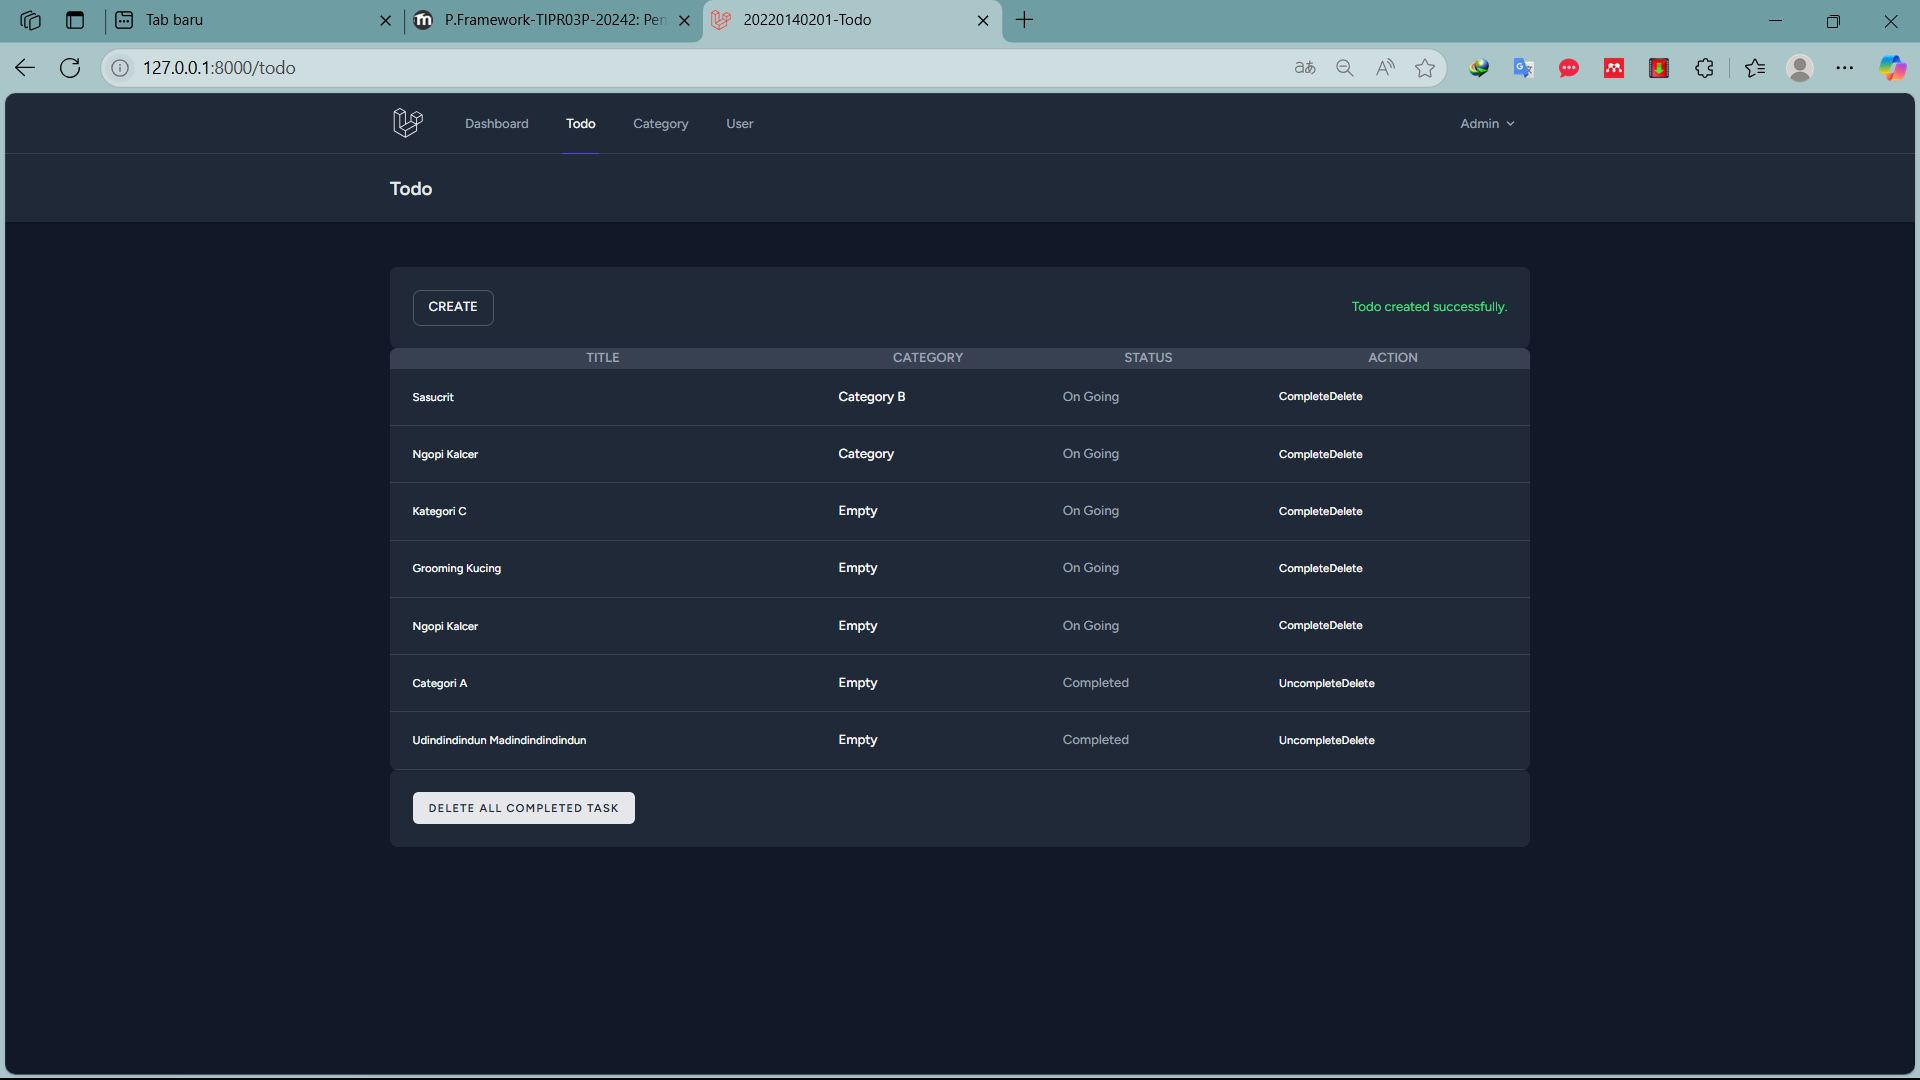 Tab baru
P.Framework-TIPR03P-20242: Pen
20220140201-Todo
127.0.0.1:8000/todo
Dashboard Todo Category User Admin
Todo
CREATE Todo created successfully.
TITLE CATEGORY STATUS ACTION
Sasucrit Category B On Going CompleteDelete
Ngopi Kalcer Category On Going CompleteDelete
Kategori C Empty On Going CompleteDelete
Grooming Kucing Empty On Going CompleteDelete
Ngopi Kalcer Empty On Going CompleteDelete
Categori A Empty Completed UncompleteDelete
Udindindindun Madindindindindun Empty Completed UncompleteDelete
DELETE ALL COMPLETED TASK